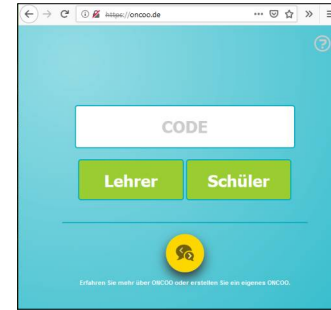 https://oncoo.de
CODE
Lehrer Schüler
Erfahren Sie mehr über ONCOO oder erstellen Sie ein eigenes ONCOO.